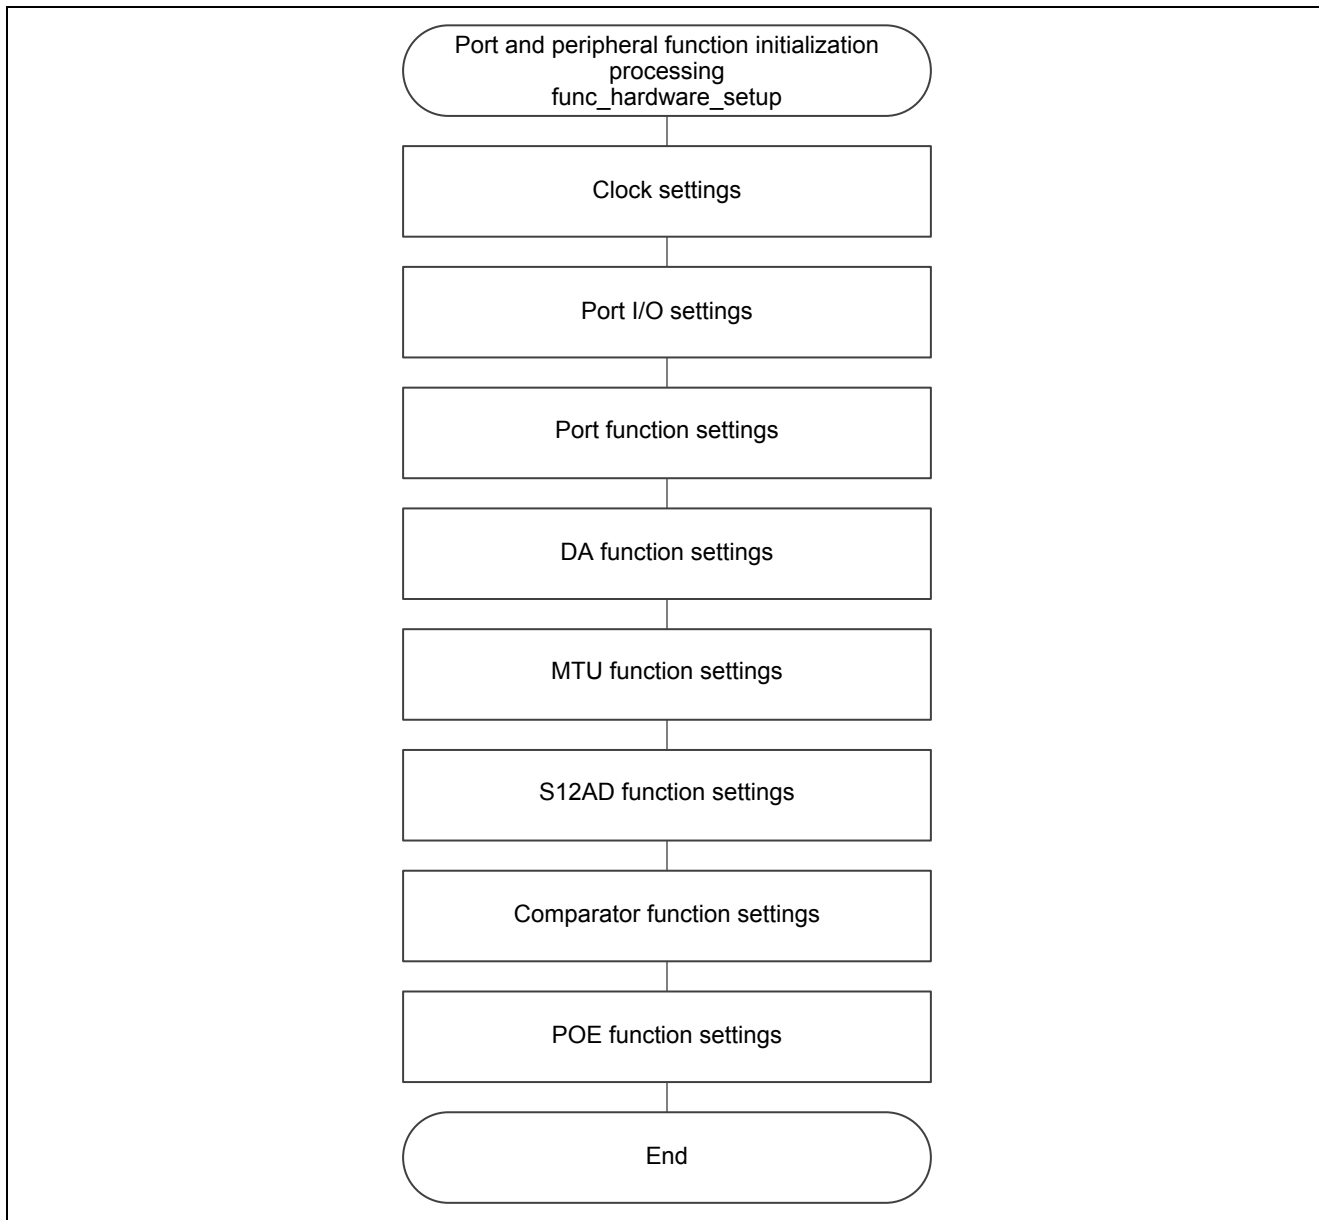 Port and peripheral function initialization
processing
func_hardware_setup
Clock settings
Port I/O settings
Port function settings
DA function settings
MTU function settings
S12AD function settings
Comparator function settings
POE function settings
End